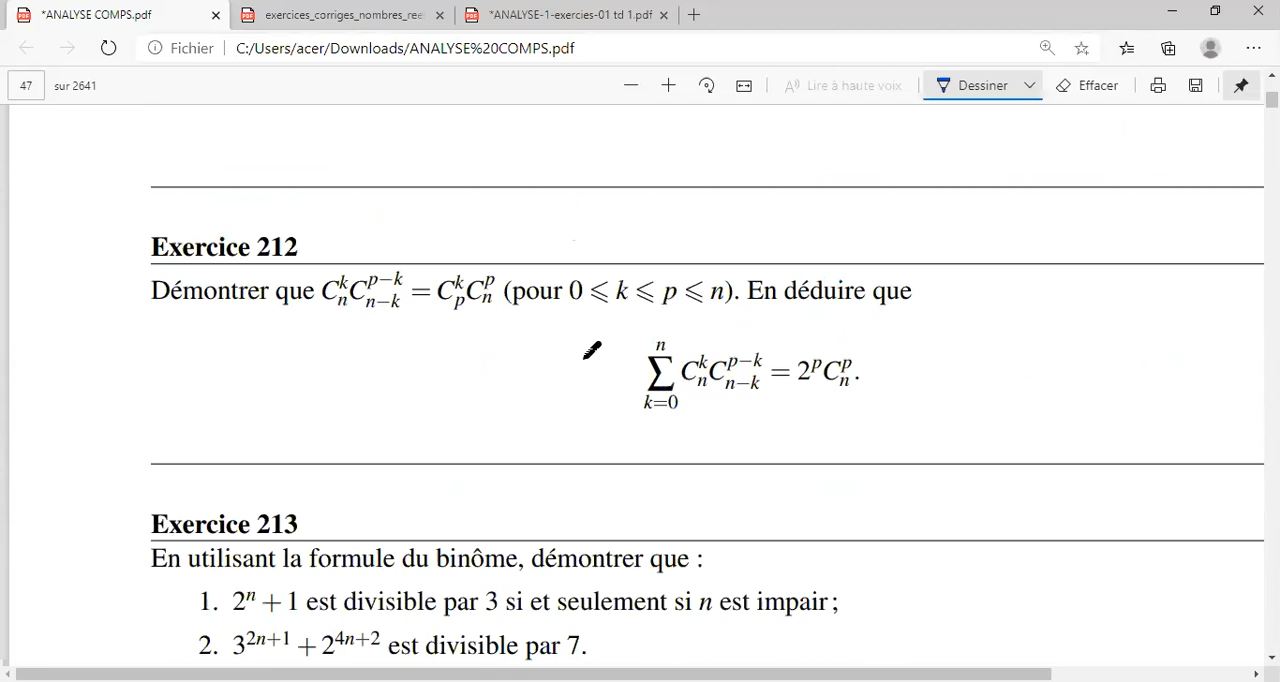 *ANALYSE COMPS.pdf
exercices_corriges_nombres_ree
*ANALYSE-1-exercies-01 td 1.pdf
Fichier C:/Users/acer/Downloads/ANALYSE%20COMPS.pdf
47 sur 2641 Lire à haute voix Dessiner Effacer
Exercice 212
Démontrer que C_n^k C_{n-k}^{p-k} = C_p^k C_n^p (pour 0 ⩽ k ⩽ p ⩽ n). En déduire que
∑_{k=0}^{n} C_n^k C_{n-k}^{p-k} = 2^p C_n^p.
Exercice 213
En utilisant la formule du binôme, démontrer que :
1. 2^n + 1 est divisible par 3 si et seulement si n est impair ;
2. 3^{2n+1} + 2^{4n+2} est divisible par 7.